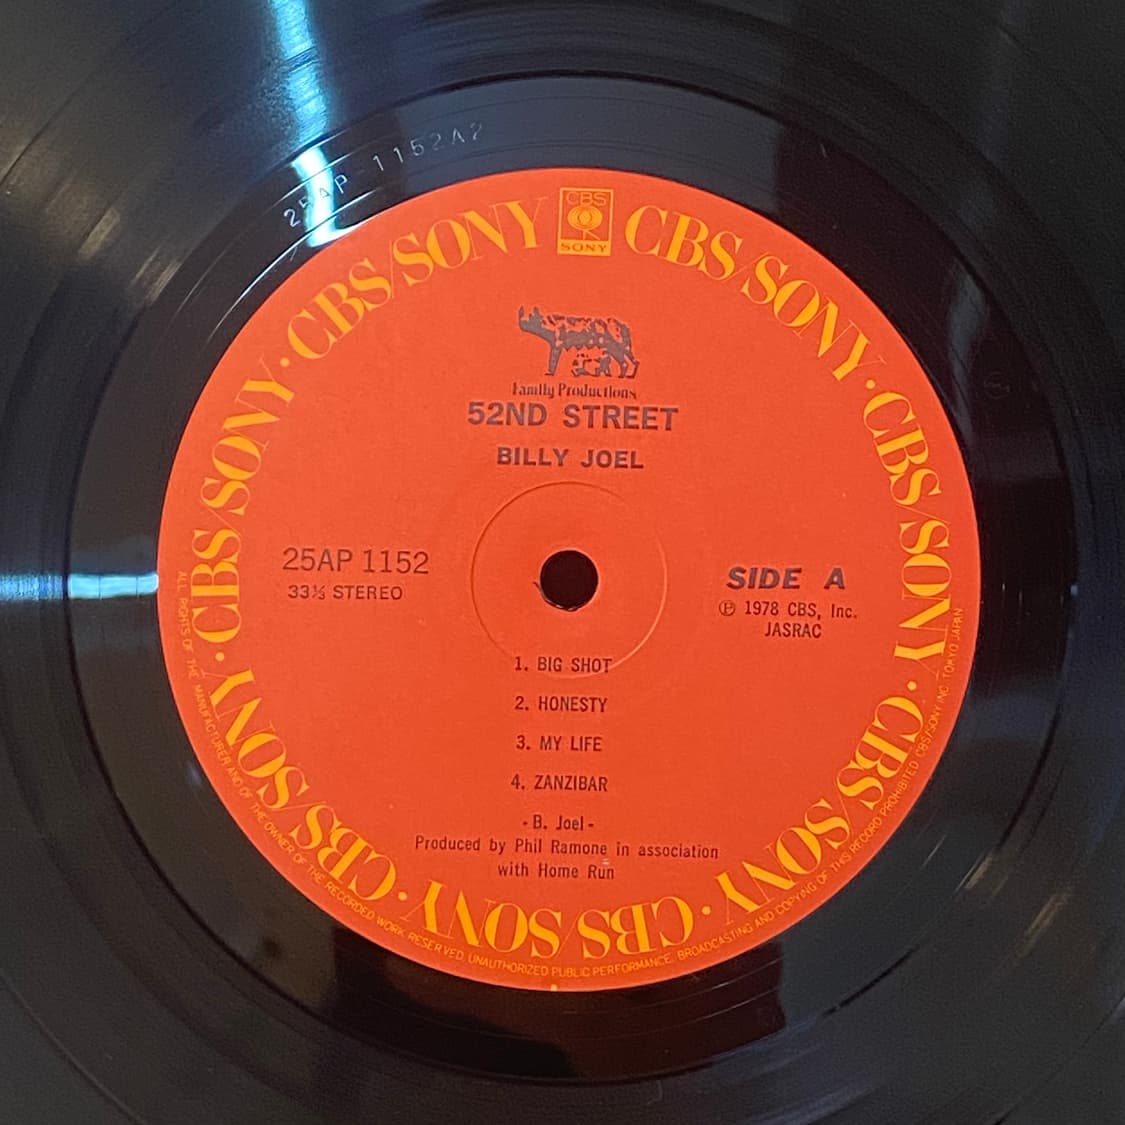 25AP 1152A2
CBS
SONY
CBS/SONY · CBS/SONY · CBS/SONY · CBS/SONY · CBS/SONY · CBS/SONY · CBS/SONY · CBS/SONY
Family Productions
52ND STREET
BILLY JOEL
25AP 1152
33⅓ STEREO
SIDE A
Ⓟ 1978 CBS, Inc.
JASRAC
1. BIG SHOT
2. HONESTY
3. MY LIFE
4. ZANZIBAR
- B. Joel -
Produced by Phil Ramone in association
with Home Run
ALL RIGHTS OF THE MANUFACTURER AND OF THE OWNER OF THE RECORDED WORK RESERVED. UNAUTHORIZED PUBLIC PERFORMANCE, BROADCASTING AND COPYING OF THIS RECORD PROHIBITED CBS/SONY INC. TOKYO JAPAN